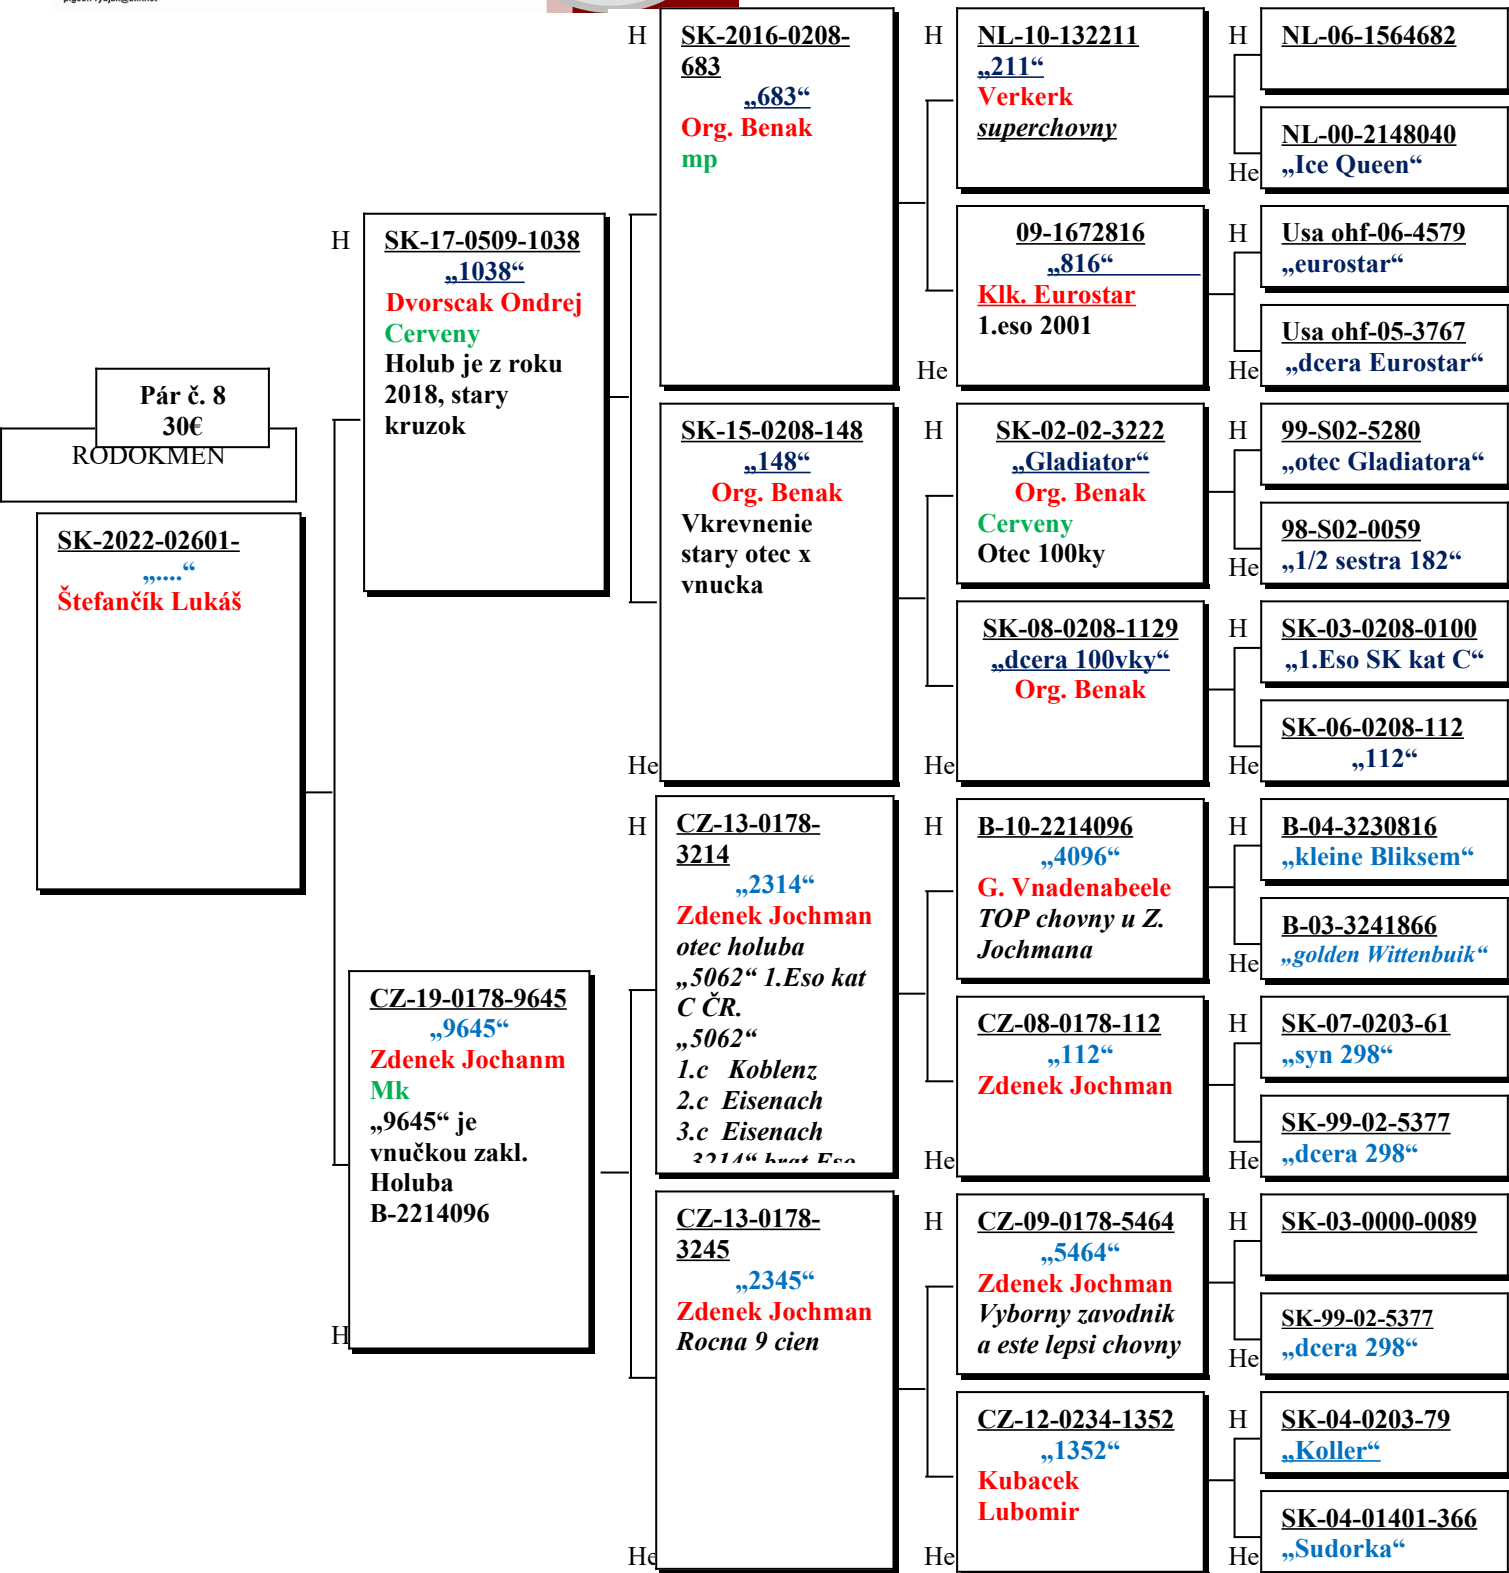 Pár č. 8
30€
RODOKMEŇ
SK-2022-02601-
„....“
Štefančík Lukáš
H
SK-17-0509-1038
„1038“
Dvorscak Ondrej
Cerveny
Holub je z roku
2018, stary
kruzok
H
CZ-19-0178-9645
„9645“
Zdenek Jochanm
Mk
„9645“ je
vnučkou zakl.
Holuba
B-2214096
H
SK-2016-0208-
683
„683“
Org. Benak
mp
He
SK-15-0208-148
„148“
Org. Benak
Vkrevnenie
stary otec x
vnucka
H
CZ-13-0178-
3214
„2314“
Zdenek Jochman
otec holuba
„5062“ 1.Eso kat
C ČR.
„5062“
1.c Koblenz
2.c Eisenach
3.c Eisenach
3214“ brat Eso
He
CZ-13-0178-
3245
„2345“
Zdenek Jochman
Rocna 9 cien
H
NL-10-132211
„211“
Verkerk
superchovny
He
09-1672816
„816“
Klk. Eurostar
1.eso 2001
H
SK-02-02-3222
„Gladiator“
Org. Benak
Cerveny
Otec 100ky
He
SK-08-0208-1129
„dcera 100vky“
Org. Benak
H
B-10-2214096
„4096“
G. Vnadenabeele
TOP chovny u Z.
Jochmana
He
CZ-08-0178-112
„112“
Zdenek Jochman
H
CZ-09-0178-5464
„5464“
Zdenek Jochman
Vyborny zavodnik
a este lepsi chovny
He
CZ-12-0234-1352
„1352“
Kubacek
Lubomir
H
NL-06-1564682
He
NL-00-2148040
„Ice Queen“
H
Usa ohf-06-4579
„eurostar“
He
Usa ohf-05-3767
„dcera Eurostar“
H
99-S02-5280
„otec Gladiatora“
He
98-S02-0059
„1/2 sestra 182“
H
SK-03-0208-0100
„1.Eso SK kat C“
He
SK-06-0208-112
„112“
H
B-04-3230816
„kleine Bliksem“
He
B-03-3241866
„golden Wittenbuik“
H
SK-07-0203-61
„syn 298“
He
SK-99-02-5377
„dcera 298“
H
SK-03-0000-0089
He
SK-99-02-5377
„dcera 298“
H
SK-04-0203-79
„Koller“
He
SK-04-01401-366
„Sudorka“